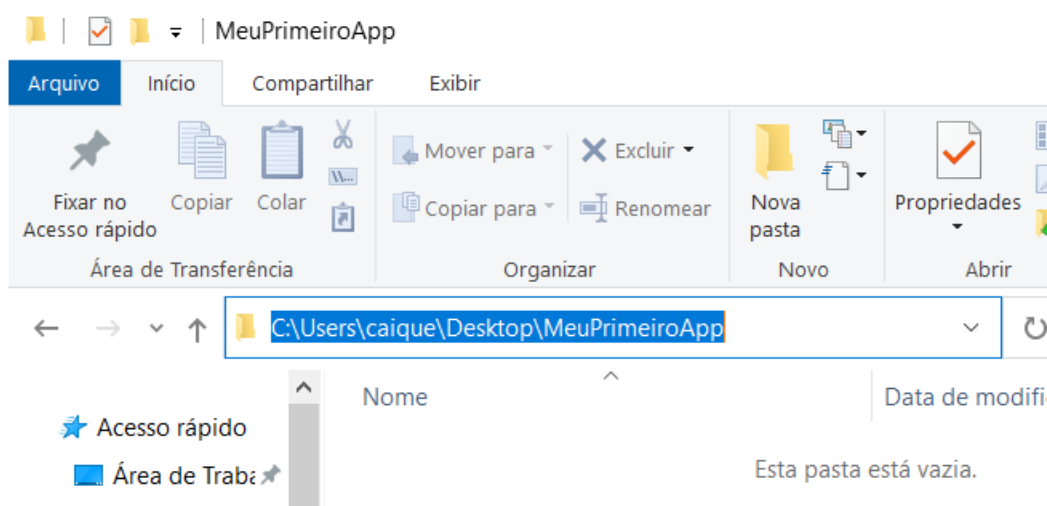 MeuPrimeiroApp
Arquivo Início Compartilhar Exibir
Fixar no Acesso rápido
Copiar
Colar
Área de Transferência
Mover para
Copiar para
Excluir
Renomear
Organizar
Nova pasta
Novo
Propriedades
Abrir
C:\Users\caique\Desktop\MeuPrimeiroApp
Nome
Data de modifi
Acesso rápido
Área de Traba
Esta pasta está vazia.